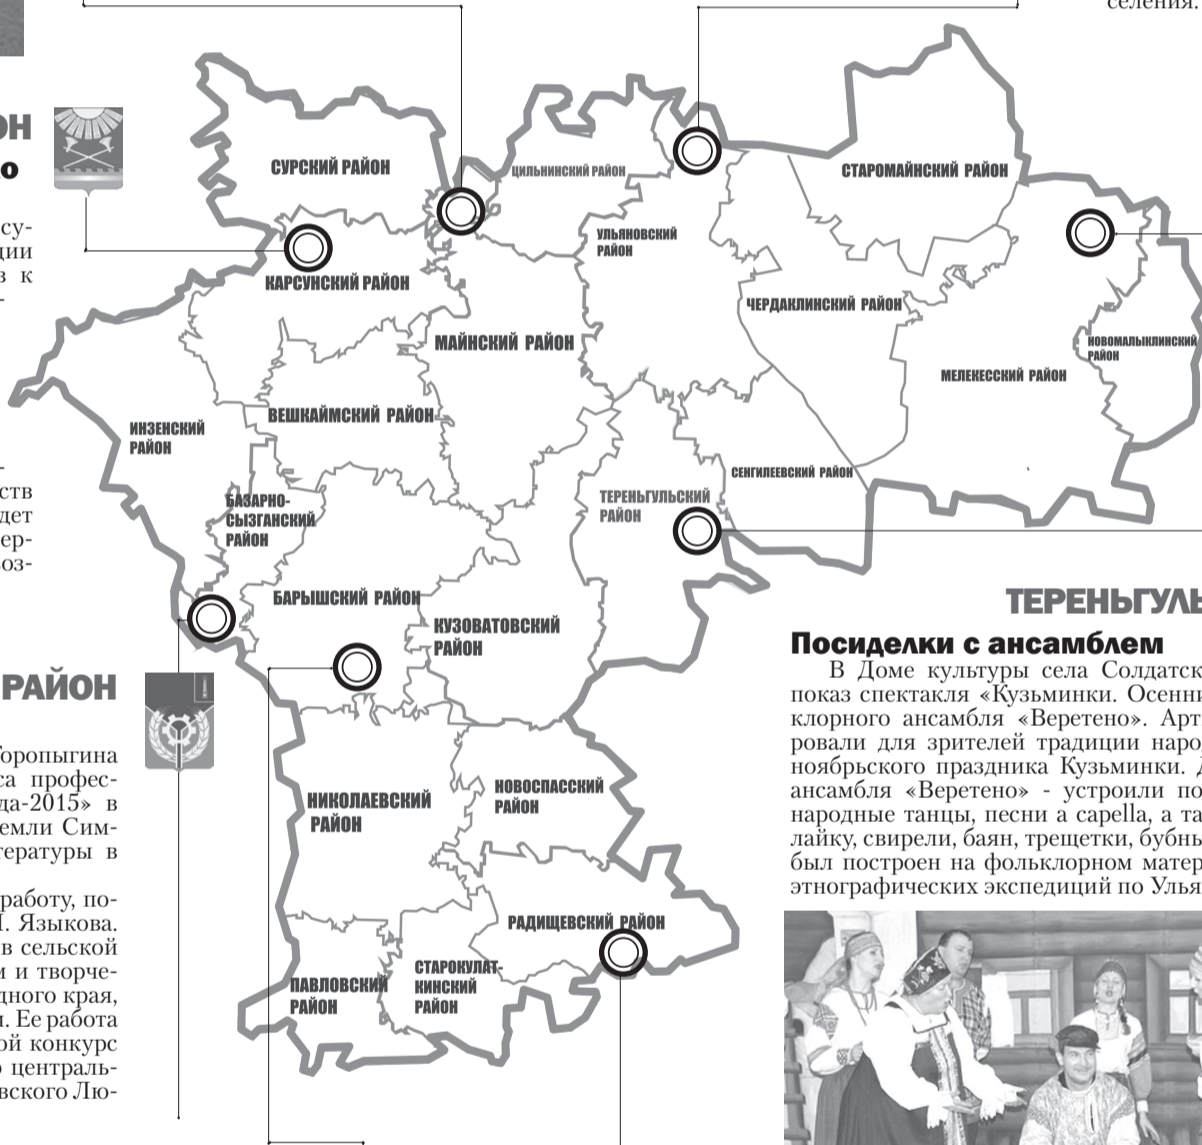 селения.
ОН
о
су-
ции
в к
-
СУРСКИЙ РАЙОН
ЦИЛЬНИНСКИЙ РАЙОН
СТАРОМАЙНСКИЙ РАЙОН
УЛЬЯНОВСКИЙ
РАЙОН
КАРСУНСКИЙ РАЙОН
ЧЕРДАКЛИНСКИЙ РАЙОН
МАЙНСКИЙ РАЙОН
НОВОМАЛЫКЛИНСКИЙ
РАЙОН
МЕЛЕКЕССКИЙ РАЙОН
ВЕШКАЙМСКИЙ РАЙОН
ИНЗЕНСКИЙ
РАЙОН
СЕНГИЛЕЕВСКИЙ РАЙОН
ТЕРЕНЬГУЛЬСКИЙ
РАЙОН
БАЗАРНО-
СЫЗГАНСКИЙ
РАЙОН
БАРЫШСКИЙ РАЙОН
КУЗОВАТОВСКИЙ
РАЙОН
НОВОСПАССКИЙ
РАЙОН
НИКОЛАЕВСКИЙ
РАЙОН
РАДИЩЕВСКИЙ РАЙОН
СТАРОКУЛАТ-
КИНСКИЙ
РАЙОН
ПАВЛОВСКИЙ
РАЙОН
-
ств
дет
ер-
воз-
РАЙОН
Торопыгина
са профес-
да-2015» в
емли Сим-
тературы в
работу, по-
Языкова.
в сельской
м и творче-
дного края,
Ее работа
ой конкурс
о централь-
вского Лю-
ТЕРЕНЬГУЛЬ
Посиделки с ансамблем
В Доме культуры села Солдатск
показ спектакля «Кузьминки. Осенни
клорного ансамбля «Веретено». Арт
ровали для зрителей традиции наро
ноябрьского праздника Кузьминки.
ансамбля «Веретено» - устроили по
народные танцы, песни a capella, а та
лайку, свирели, баян, трещетки, бубны
был построен на фольклорном матер
этнографических экспедиций по Улья